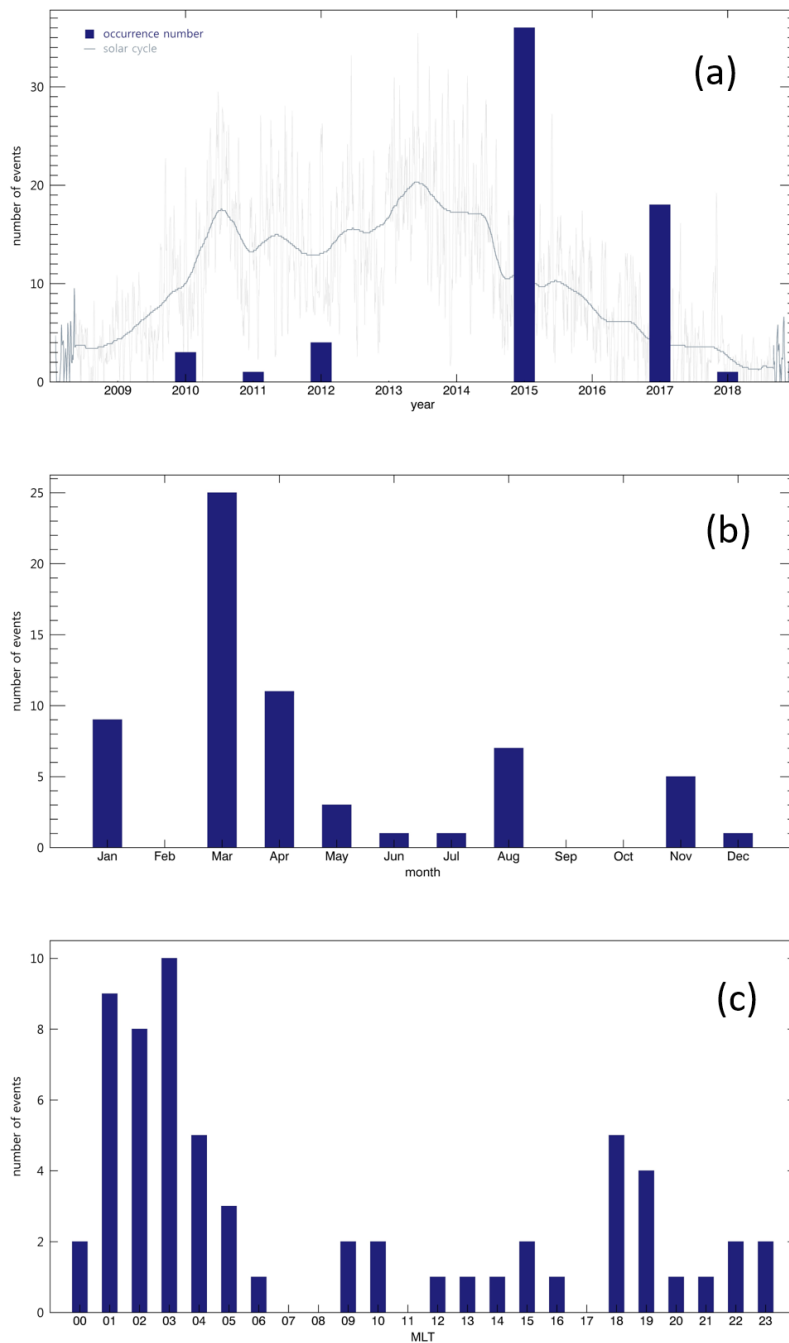 occurrence number
solar cycle
(a)
30
20
10
0
number of events
2009 2010 2011 2012 2013 2014 2015 2016 2017 2018
year
(b)
25
20
15
10
5
0
number of events
Jan Feb Mar Apr May Jun Jul Aug Sep Oct Nov Dec
month
(c)
10
8
6
4
2
0
number of events
00 01 02 03 04 05 06 07 08 09 10 11 12 13 14 15 16 17 18 19 20 21 22 23
MLT